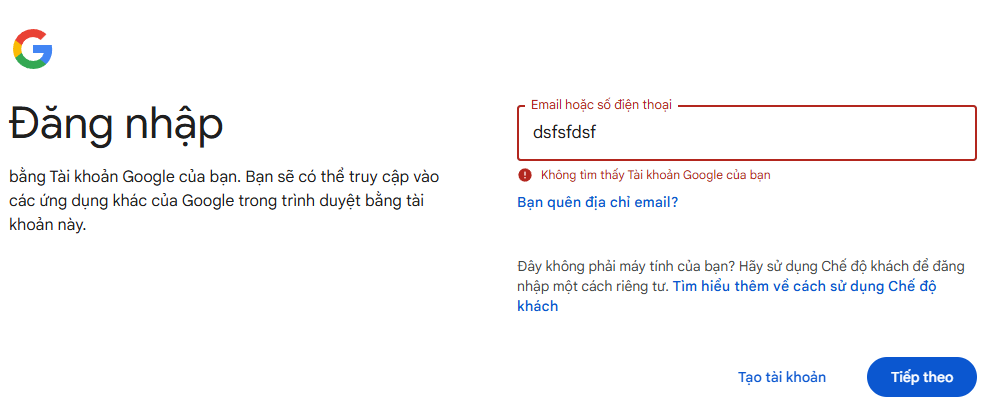 Đăng nhập
bằng Tài khoản Google của bạn. Bạn sẽ có thể truy cập vào
các ứng dụng khác của Google trong trình duyệt bằng tài
khoản này.
Email hoặc số điện thoại
dsfsfdsf
Không tìm thấy Tài khoản Google của bạn
Bạn quên địa chỉ email?
Đây không phải máy tính của bạn? Hãy sử dụng Chế độ khách để đăng
nhập một cách riêng tư. Tìm hiểu thêm về cách sử dụng Chế độ
khách
Tạo tài khoản
Tiếp theo